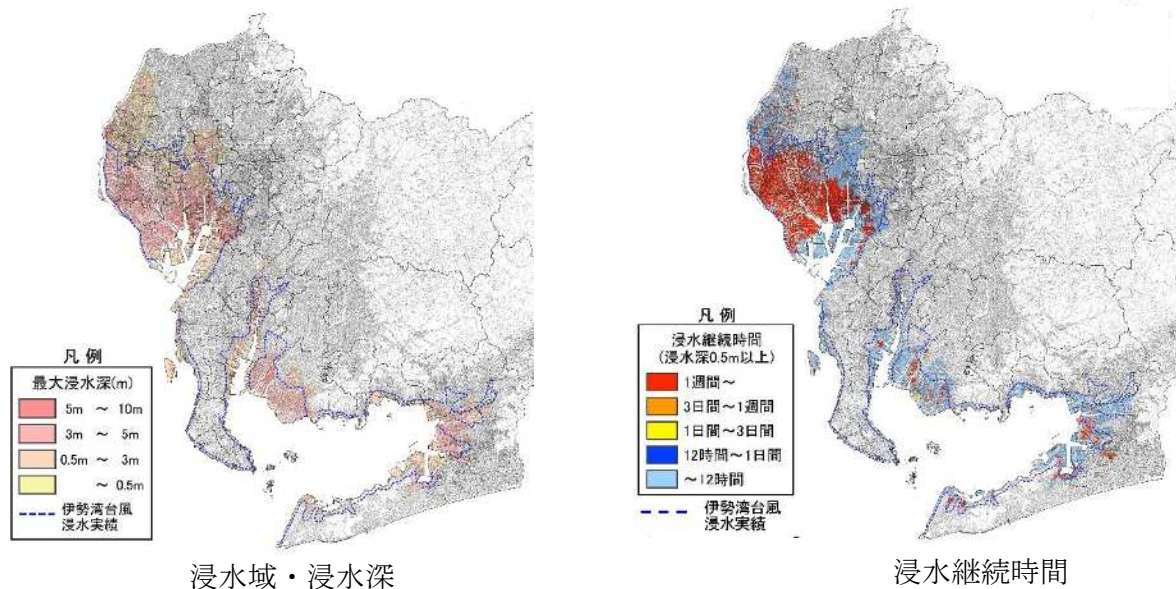 凡例
最大浸水深(m)
5m ～ 10m
3m ～ 5m
0.5m ～ 3m
～ 0.5m
伊勢湾台風
浸水実績
浸水域・浸水深
凡例
浸水継続時間
(浸水深0.5m以上)
1週間～
3日間～1週間
1日間～3日間
12時間～1日間
～12時間
伊勢湾台風
浸水実績
浸水継続時間